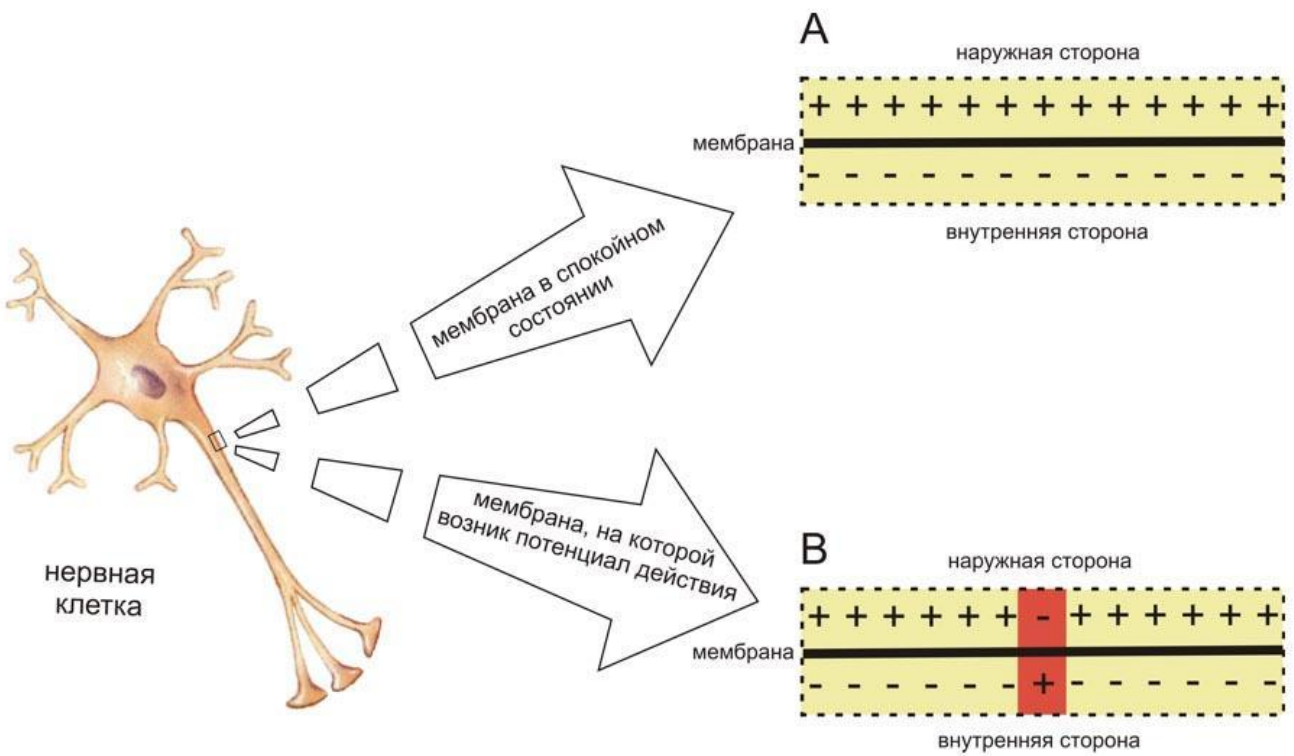 A
наружная сторона
+ + + + + + + + + + + + +
мембрана
- - - - - - - - - - - - - -
внутренняя сторона
мембрана в спокойном
состоянии
нервная
клетка
мембрана, на которой
возник потенциал действия
B
наружная сторона
+ + + + + + - + + + + + +
мембрана
- - - - - - + - - - - - -
внутренняя сторона